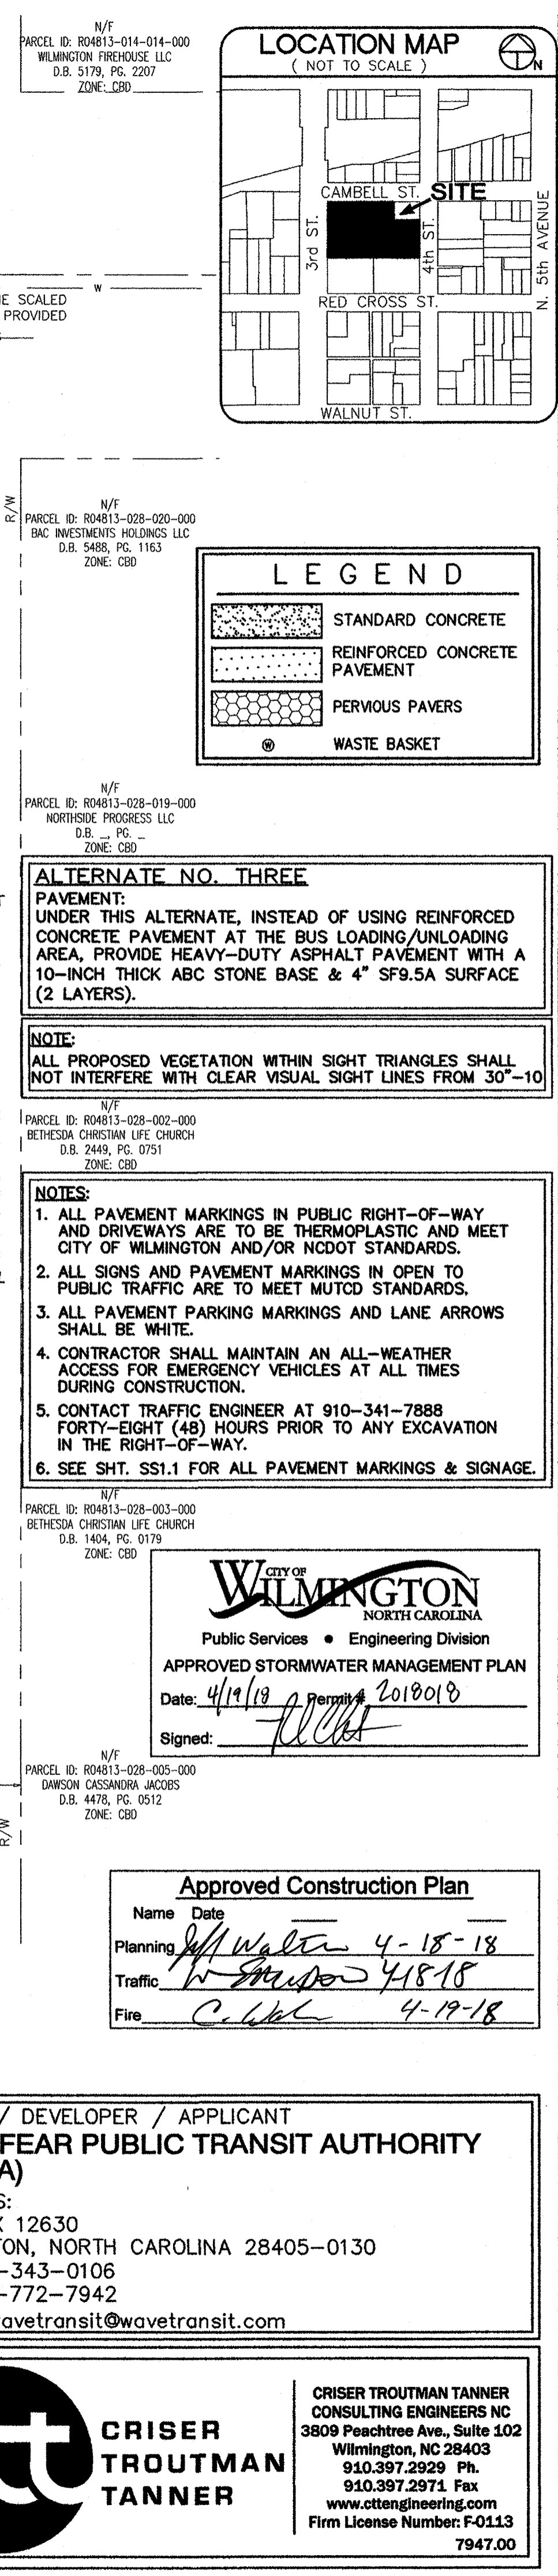 N/F
PARCEL ID: R04813-014-014-000
WILMINGTON FIREHOUSE LLC
D.B. 5179, PG. 2207
ZONE: CBD
LOCATION MAP
( NOT TO SCALE )
N
CAMBELL ST.
SITE
3rd ST.
4th ST.
N. 5th AVENUE
RED CROSS ST.
WALNUT ST.
W
E SCALED
PROVIDED
R/W
N/F
PARCEL ID: R04813-028-020-000
BAC INVESTMENTS HOLDINGS LLC
D.B. 5488, PG. 1163
ZONE: CBD
LEGEND
STANDARD CONCRETE
REINFORCED CONCRETE
PAVEMENT
PERVIOUS PAVERS
W WASTE BASKET
N/F
PARCEL ID: R04813-028-019-000
NORTHSIDE PROGRESS LLC
D.B. _, PG. _
ZONE: CBD
ALTERNATE NO. THREE
PAVEMENT:
UNDER THIS ALTERNATE, INSTEAD OF USING REINFORCED
CONCRETE PAVEMENT AT THE BUS LOADING/UNLOADING
AREA, PROVIDE HEAVY-DUTY ASPHALT PAVEMENT WITH A
10-INCH THICK ABC STONE BASE & 4" SF9.5A SURFACE
(2 LAYERS).
NOTE:
ALL PROPOSED VEGETATION WITHIN SIGHT TRIANGLES SHALL
NOT INTERFERE WITH CLEAR VISUAL SIGHT LINES FROM 30"-10
N/F
PARCEL ID: R04813-028-002-000
BETHESDA CHRISTIAN LIFE CHURCH
D.B. 2449, PG. 0751
ZONE: CBD
NOTES:
1. ALL PAVEMENT MARKINGS IN PUBLIC RIGHT-OF-WAY
AND DRIVEWAYS ARE TO BE THERMOPLASTIC AND MEET
CITY OF WILMINGTON AND/OR NCDOT STANDARDS.
2. ALL SIGNS AND PAVEMENT MARKINGS IN OPEN TO
PUBLIC TRAFFIC ARE TO MEET MUTCD STANDARDS.
3. ALL PAVEMENT PARKING MARKINGS AND LANE ARROWS
SHALL BE WHITE.
4. CONTRACTOR SHALL MAINTAIN AN ALL-WEATHER
ACCESS FOR EMERGENCY VEHICLES AT ALL TIMES
DURING CONSTRUCTION.
5. CONTACT TRAFFIC ENGINEER AT 910-341-7888
FORTY-EIGHT (48) HOURS PRIOR TO ANY EXCAVATION
IN THE RIGHT-OF-WAY.
6. SEE SHT. SS1.1 FOR ALL PAVEMENT MARKINGS & SIGNAGE.
N/F
PARCEL ID: R04813-028-003-000
BETHESDA CHRISTIAN LIFE CHURCH
D.B. 1404, PG. 0179
ZONE: CBD
CITY OF
WILMINGTON
NORTH CAROLINA
Public Services • Engineering Division
APPROVED STORMWATER MANAGEMENT PLAN
Date: 4/19/18 Permit# 2018018
Signed:
N/F
PARCEL ID: R04813-028-005-000
DAWSON CASSANDRA JACOBS
D.B. 4478, PG. 0512
ZONE: CBD
R/W
Approved Construction Plan
Name Date
Planning Jeff Walton 4-18-18
Traffic 41818
Fire C. 4-19-18
/ DEVELOPER / APPLICANT
FEAR PUBLIC TRANSIT AUTHORITY
A)
S:
X 12630
TON, NORTH CAROLINA 28405-0130
-343-0106
-772-7942
avetransit@wavetransit.com
tt
CRISER
TROUTMAN
TANNER
CRISER TROUTMAN TANNER
CONSULTING ENGINEERS NC
3809 Peachtree Ave., Suite 102
Wilmington, NC 28403
910.397.2929 Ph.
910.397.2971 Fax
www.cttengineering.com
Firm License Number: F-0113
7947.00